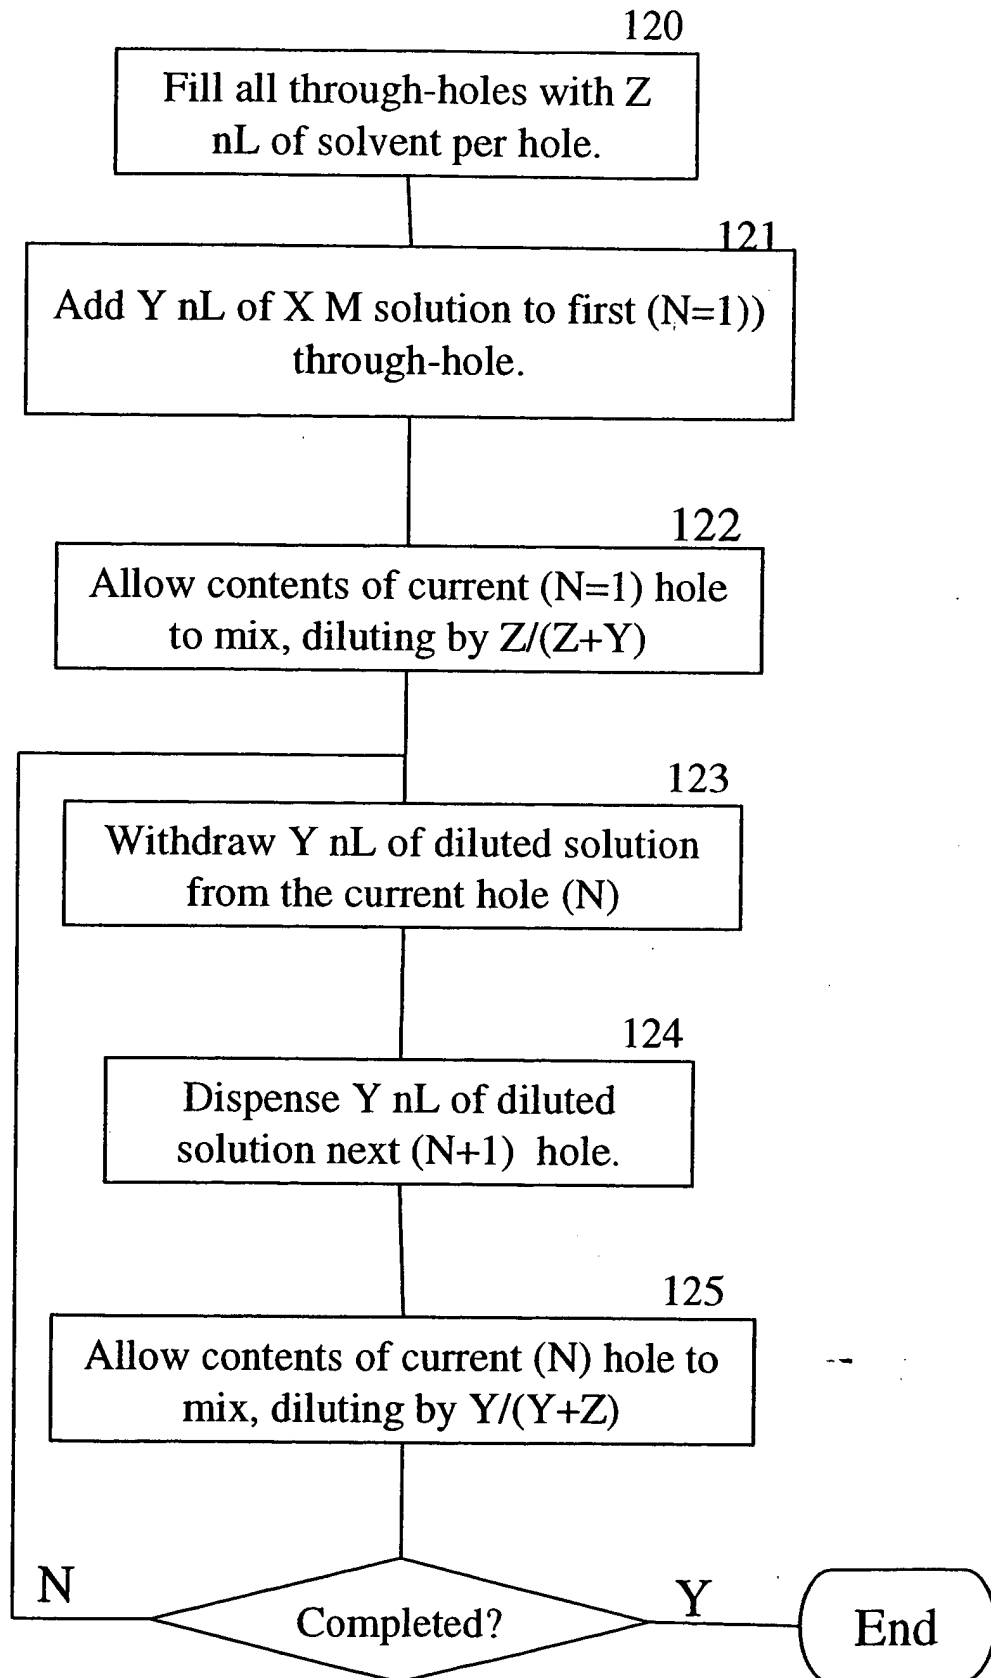 120
Fill all through-holes with Z
nL of solvent per hole.
121
Add Y nL of X M solution to first (N=1))
through-hole.
122
Allow contents of current (N=1) hole
to mix, diluting by Z/(Z+Y)
123
Withdraw Y nL of diluted solution
from the current hole (N)
124
Dispense Y nL of diluted
solution next (N+1) hole.
125
Allow contents of current (N) hole to
mix, diluting by Y/(Y+Z)
N
Completed?
Y
End